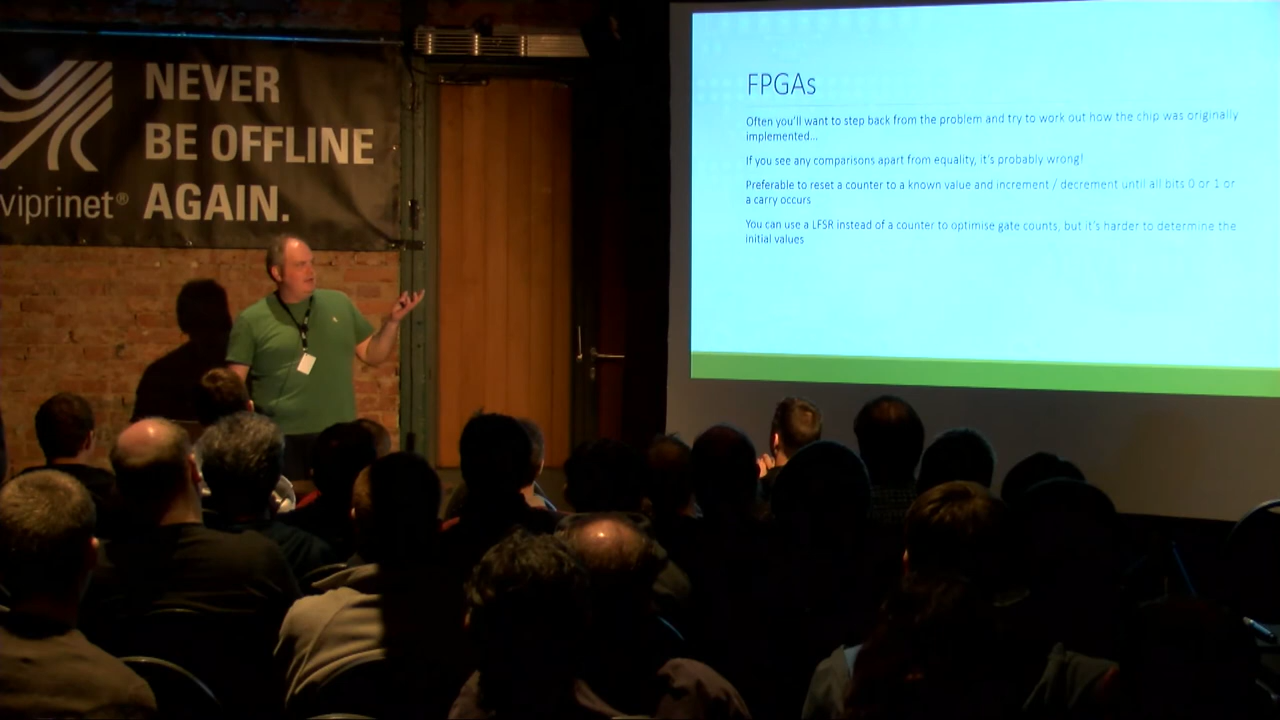 NEVER
BE OFFLINE
viprinet® AGAIN.
FPGAs
Often you'll want to step back from the problem and try to work out how the chip was originally
implemented...
If you see any comparisons apart from equality, it's probably wrong!
Preferable to reset a counter to a known value and increment / decrement until all bits 0 or 1 or
a carry occurs
You can use a LFSR instead of a counter to optimise gate counts, but it's harder to determine the
initial values